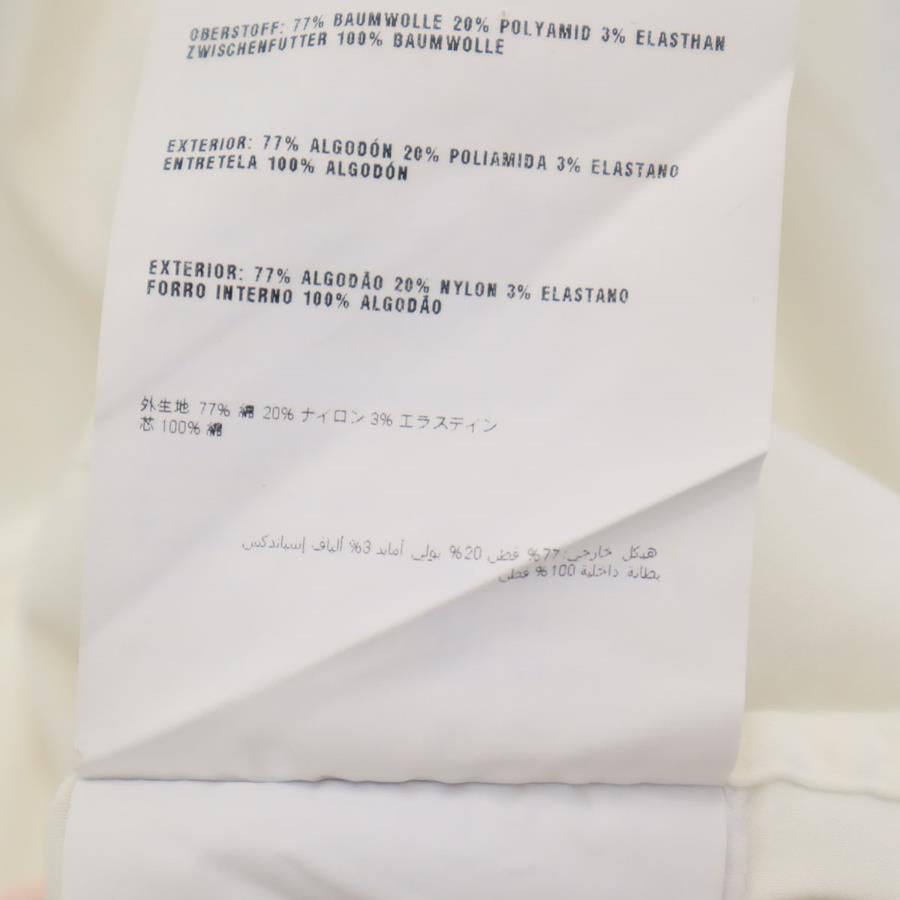 OBERSTOFF: 77% BAUMWOLLE 20% POLYAMID 3% ELASTHAN
ZWISCHENFUTTER 100% BAUMWOLLE
EXTERIOR: 77% ALGODÓN 20% POLIAMIDA 3% ELASTANO
ENTRETELA 100% ALGODÓN
EXTERIOR: 77% ALGODÃO 20% NYLON 3% ELASTANO
FORRO INTERNO 100% ALGODÃO
外生地 77% 綿 20% ナイロン 3% エラステイン
芯 100% 綿
هيكل خارجي: 77% قطن 20% بولي أمايد 3% ألياف إسباندكس
بطانة داخلية 100% قطن